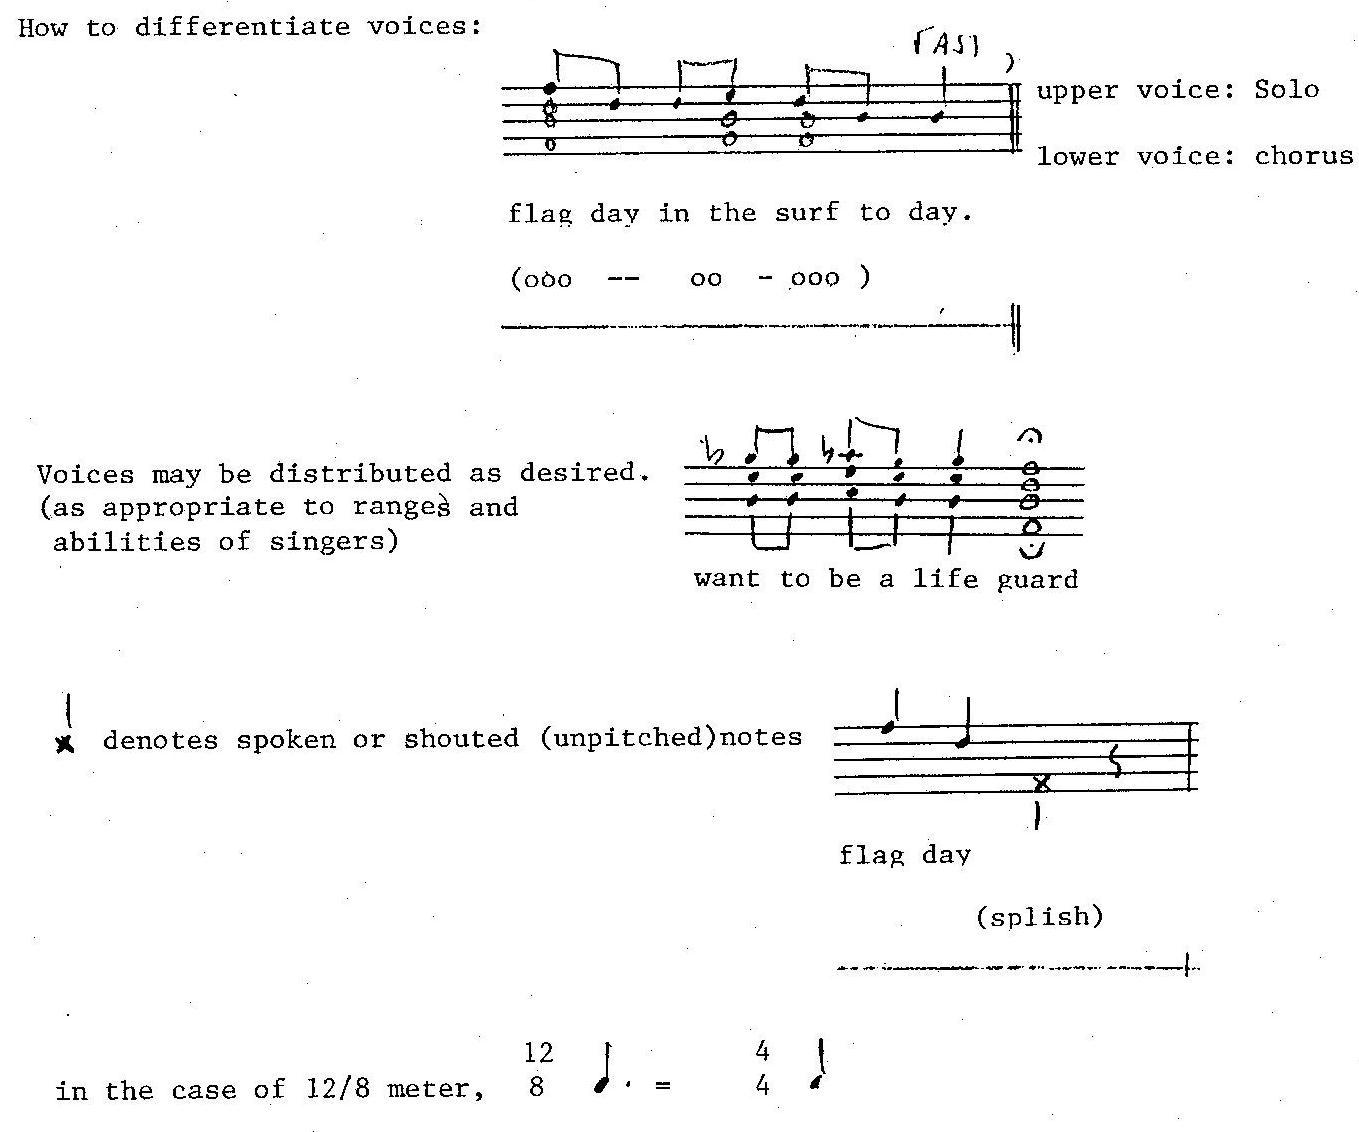 How to differentiate voices:
upper voice: Solo
lower voice: chorus
flag day in the surf to day.
(ooo -- oo - ooo )
Voices may be distributed as desired.
(as appropriate to ranges and
abilities of singers)
want to be a life guard
denotes spoken or shouted (unpitched)notes
flag day
(splish)
12 4
in the case of 12/8 meter, 8 . = 4